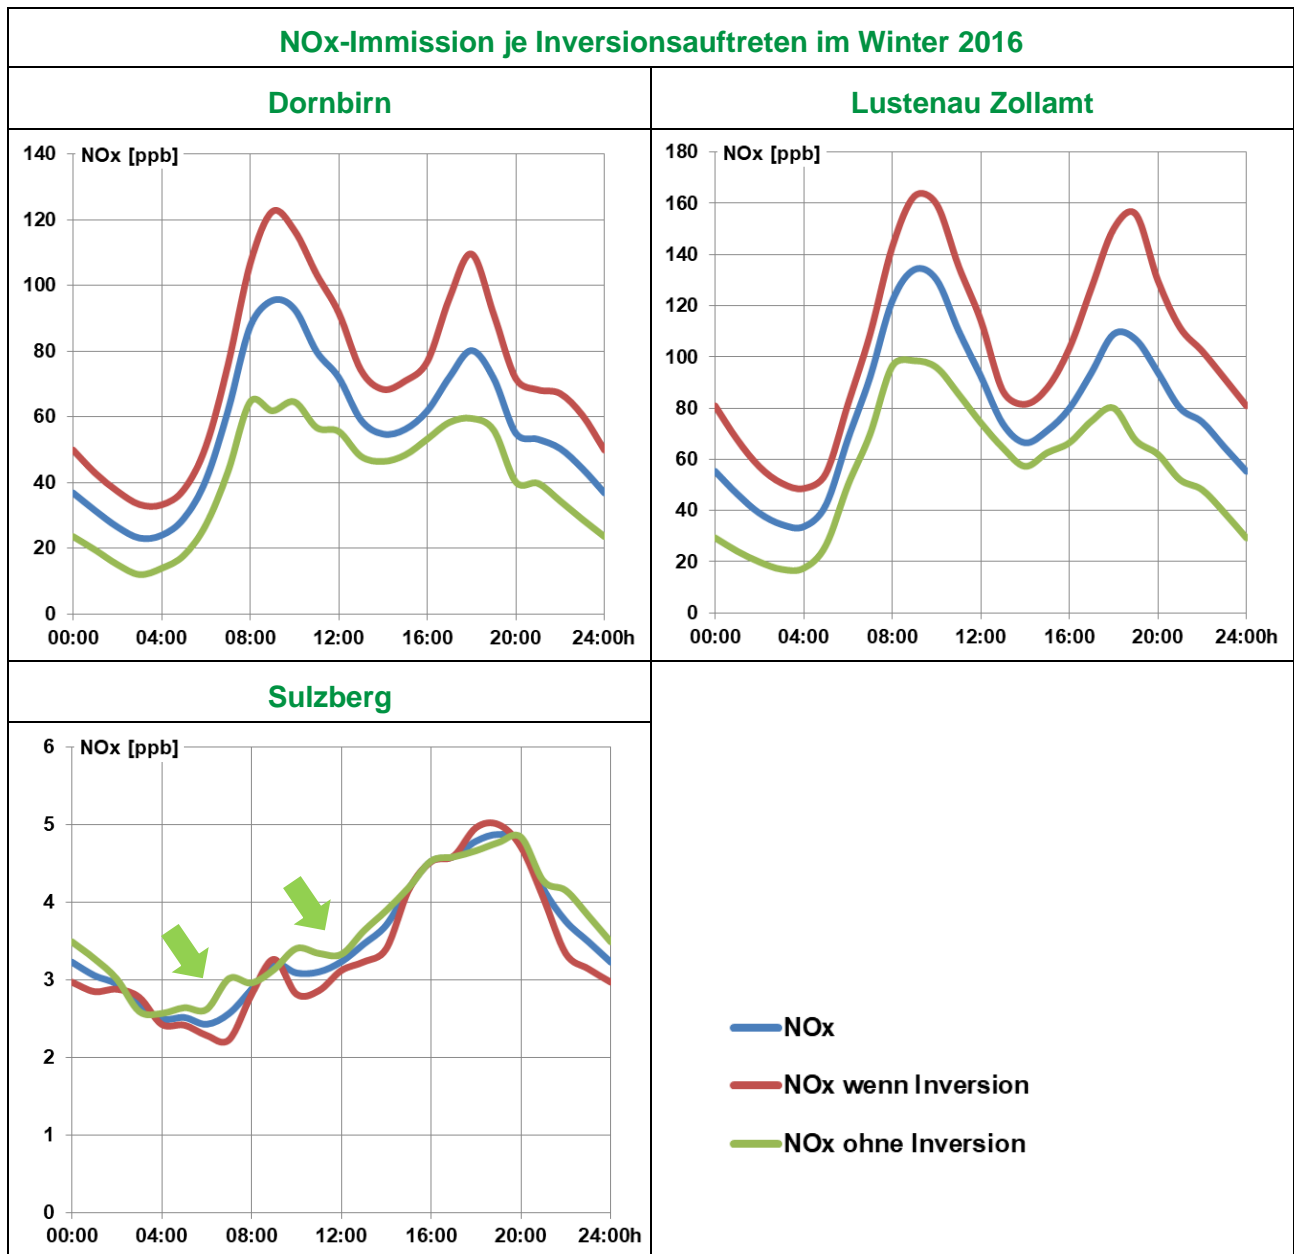 NOx-Immission je Inversionsauftreten im Winter 2016
Dornbirn
NOx [ppb]
140
120
100
80
60
40
20
0
00:00 04:00 08:00 12:00 16:00 20:00 24:00h
Lustenau Zollamt
NOx [ppb]
180
160
140
120
100
80
60
40
20
0
00:00 04:00 08:00 12:00 16:00 20:00 24:00h
Sulzberg
NOx [ppb]
6
5
4
3
2
1
0
00:00 04:00 08:00 12:00 16:00 20:00 24:00h
NOx
NOx wenn Inversion
NOx ohne Inversion